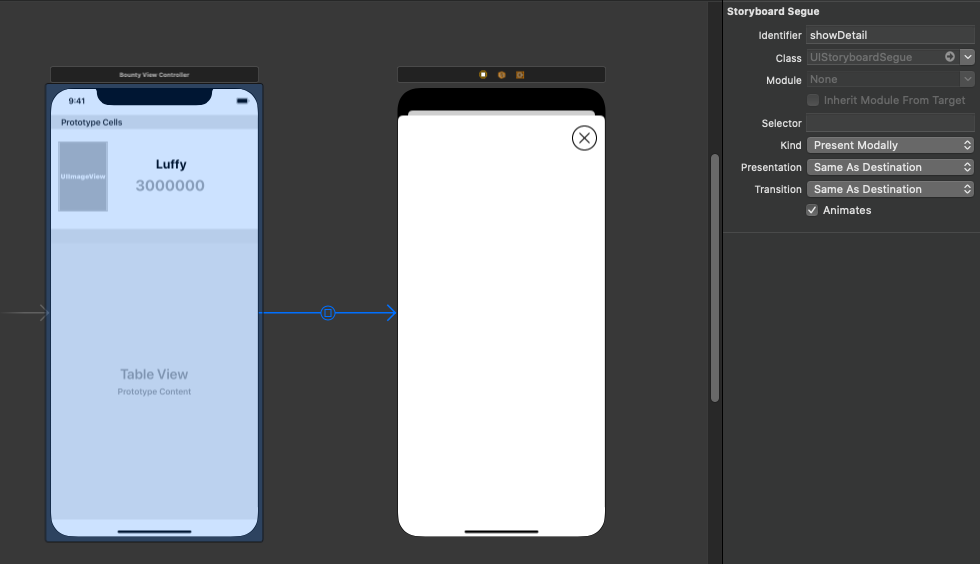 Storyboard Segue
Identifier showDetail
Class UIStoryboardSegue
Module None
Inherit Module From Target
Selector
Kind Present Modally
Presentation Same As Destination
Transition Same As Destination
Animates
Bounty View Controller
9:41
Prototype Cells
UIImageView
Luffy
3000000
Table View
Prototype Content